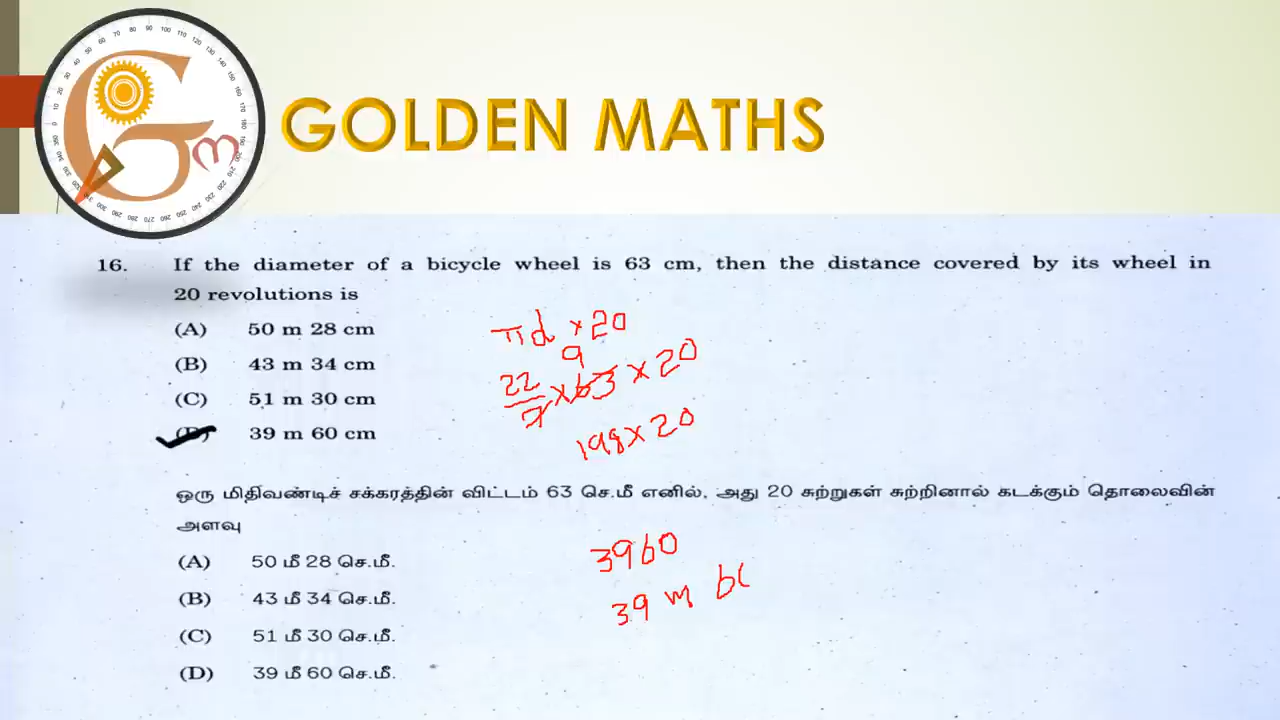 GOLDEN MATHS
16. If the diameter of a bicycle wheel is 63 cm, then the distance covered by its wheel in
20 revolutions is
(A) 50 m 28 cm
(B) 43 m 34 cm
(C) 51 m 30 cm
(D) 39 m 60 cm
πd × 20
9
22/7 × 63 × 20
198 × 20
ஒரு மிதிவண்டிச் சக்கரத்தின் விட்டம் 63 செ.மீ எனில், அது 20 சுற்றுகள் சுற்றினால் கடக்கும் தொலைவின்
அளவு
(A) 50 மீ 28 செ.மீ.
(B) 43 மீ 34 செ.மீ.
(C) 51 மீ 30 செ.மீ.
(D) 39 மீ 60 செ.மீ.
3960
39 m 60